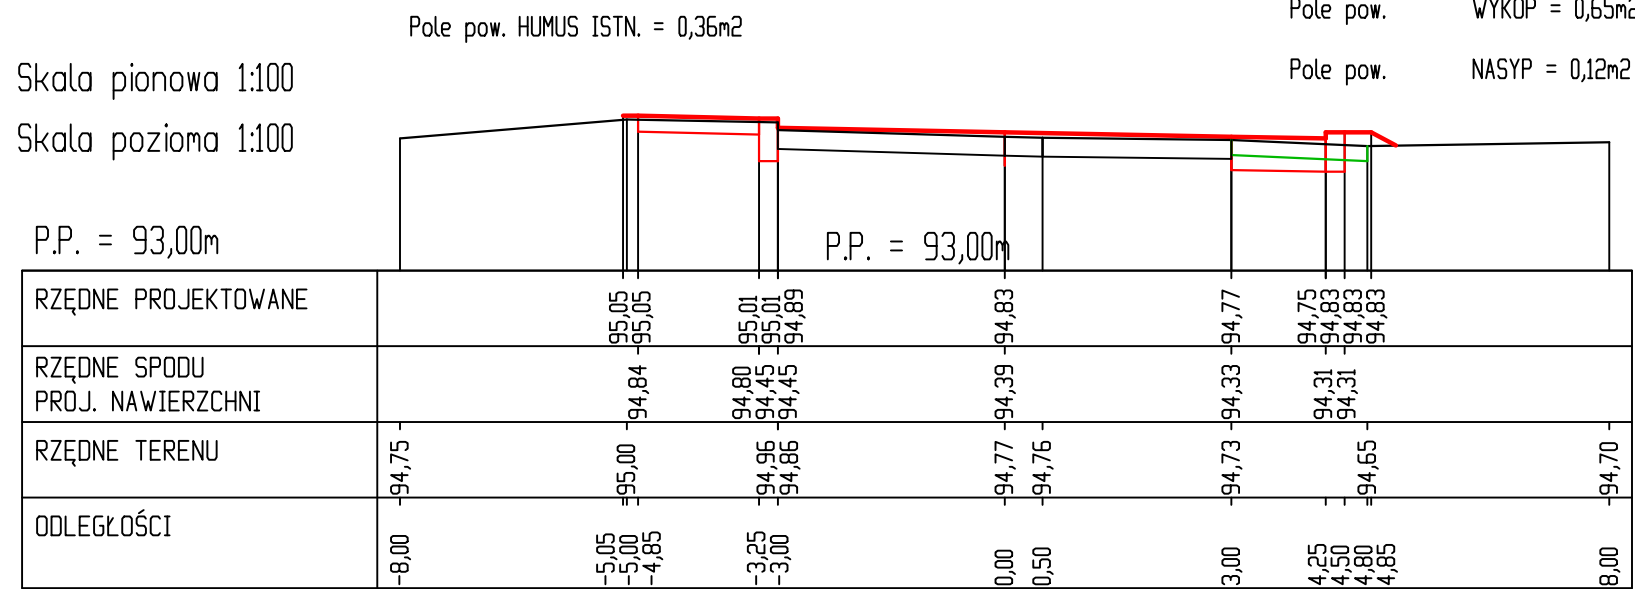 Pole pow. WYKOP = 0,65m2
Pole pow. HUMUS ISTN. = 0,36m2
Skala pionowa 1:100
Pole pow. NASYP = 0,12m2
Skala pozioma 1:100
P.P. = 93,00m
P.P. = 93,00m
RZĘDNE PROJEKTOWANE 95,05 95,05 95,01 95,01 94,89 94,83 94,77 94,75 94,83 94,83 94,83
RZĘDNE SPODU
PROJ. NAWIERZCHNI 94,84 94,80 94,45 94,45 94,39 94,33 94,31 94,31
RZĘDNE TERENU 94,75 95,00 94,96 94,86 94,77 94,76 94,73 94,65 94,70
ODLEGŁOŚCI -8,00 -5,05 -5,00 -4,85 -3,25 -3,00 0,00 0,50 3,00 4,25 4,50 4,80 4,85 8,00